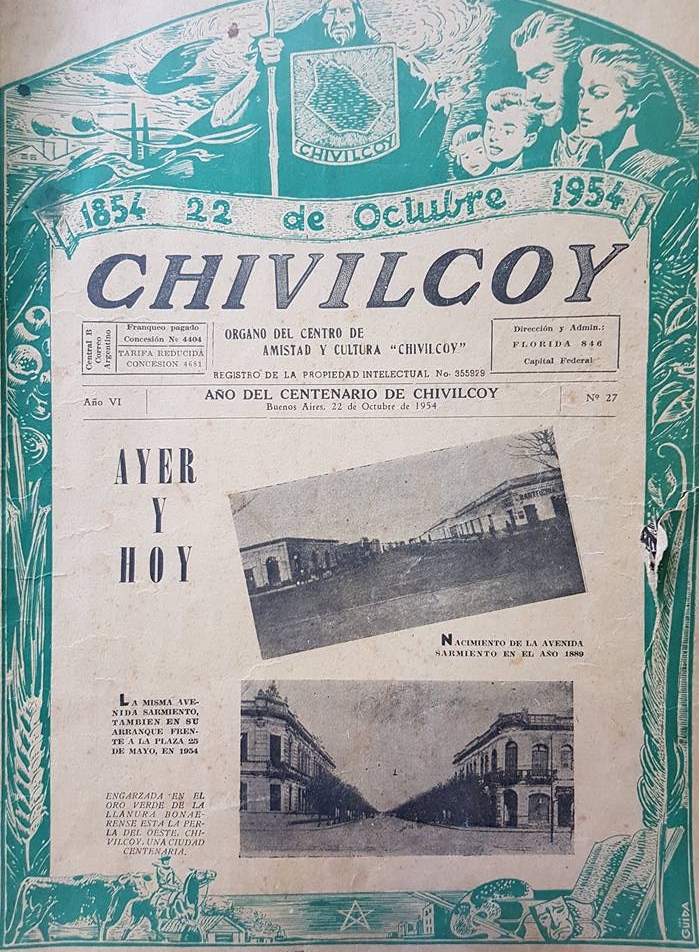 CHIVILCOY
1854 22 de Octubre 1954
CHIVILCOY
Central B
Correo
Argentino
Franqueo pagado
Concesión Nº 4404
TARIFA REDUCIDA
CONCESION 4681
ORGANO DEL CENTRO DE
AMISTAD Y CULTURA "CHIVILCOY"
REGISTRO DE LA PROPIEDAD INTELECTUAL No. 355929
Dirección y Admin.:
FLORIDA 846
Capital Federal
Año VI
AÑO DEL CENTENARIO DE CHIVILCOY
Buenos Aires, 22 de Octubre de 1954
Nº 27
AYER
Y
HOY
NACIMIENTO DE LA AVENIDA
SARMIENTO EN EL AÑO 1889
LA MISMA AVE-
NIDA SARMIENTO,
TAMBIEN EN SU
ARRANQUE FREN-
TE A LA PLAZA 25
DE MAYO, EN 1954
ENGARZADA EN EL
ORO VERDE DE LA
LLANURA BONAE-
RENSE ESTA LA PER-
LA DEL OESTE. CHI-
VILCOY, UNA CIUDAD
CENTENARIA.
GUIDA